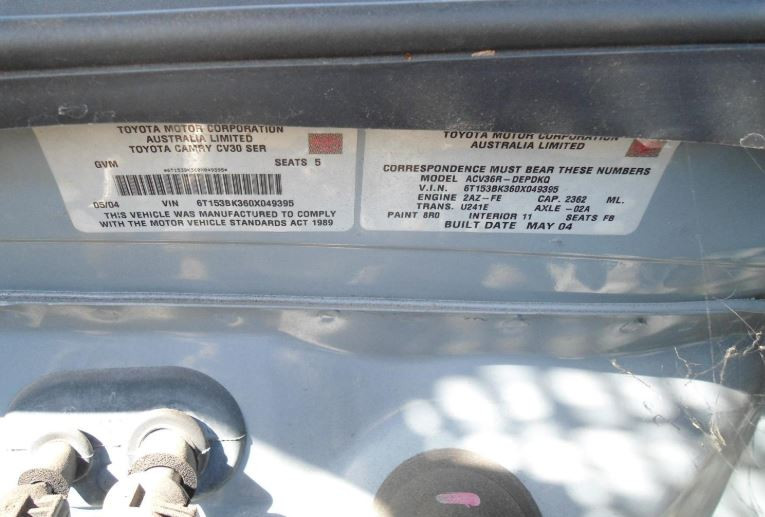 TOYOTA MOTOR CORPORATION
AUSTRALIA LIMITED
TOYOTA CAMRY CV30 SER
GVM SEATS 5
*6T153BK360X049395*
05/04 VIN 6T153BK360X049395
THIS VEHICLE WAS MANUFACTURED TO COMPLY
WITH THE MOTOR VEHICLE STANDARDS ACT 1989
TOYOTA MOTOR CORPORATION
AUSTRALIA LIMITED
CORRESPONDENCE MUST BEAR THESE NUMBERS
MODEL ACV36R-DEPDKQ
V.I.N. 6T153BK360X049395
ENGINE 2AZ-FE CAP. 2362 ML.
TRANS. U241E AXLE -02A
PAINT 8R0 INTERIOR 11 SEATS FB
BUILT DATE MAY 04